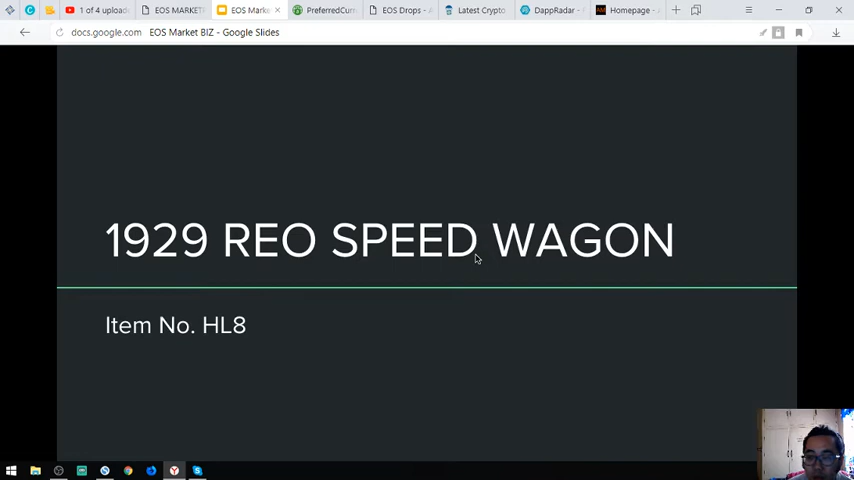 1 of 4 upload
EOS MARKET
EOS Mark
PreferredCurr
EOS Drops -
Latest Crypto
DappRadar -
Homepage -
docs.google.com EOS Market BIZ - Google Slides
1929 REO SPEED WAGON
Item No. HL8